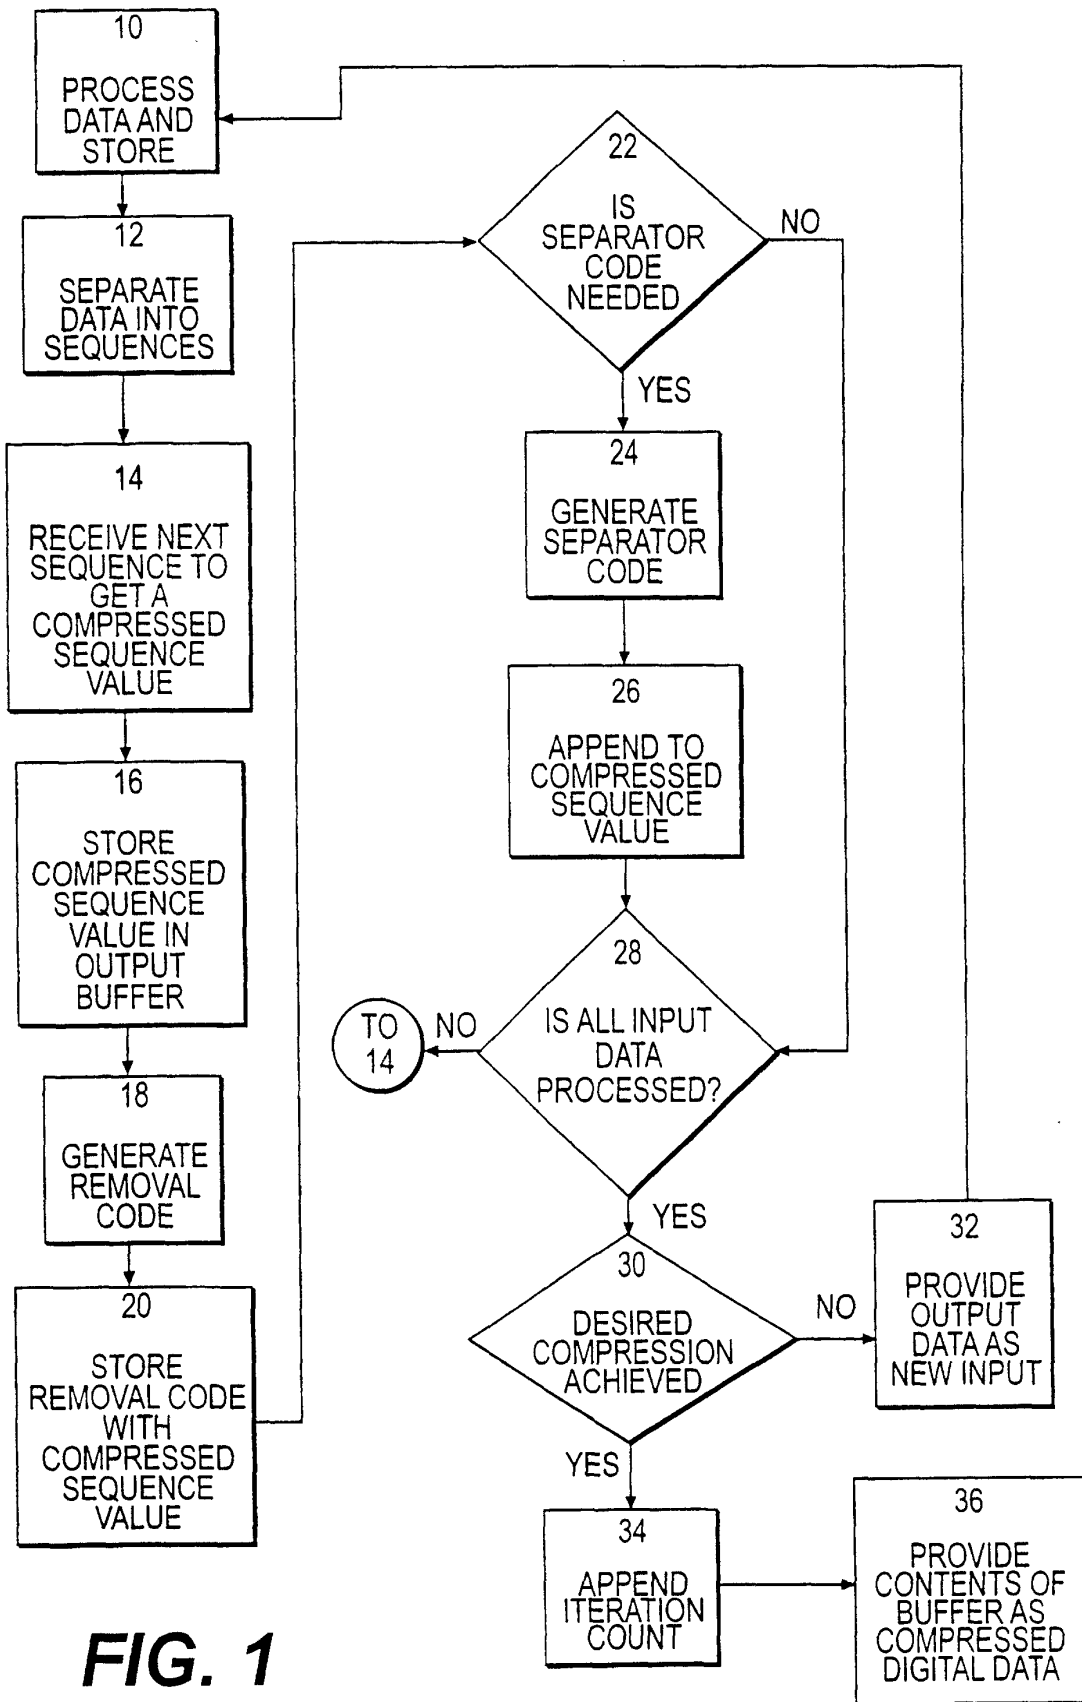 10
PROCESS
DATA AND
STORE
12
SEPARATE
DATA INTO
SEQUENCES
14
RECEIVE NEXT
SEQUENCE TO
GET A
COMPRESSED
SEQUENCE
VALUE
16
STORE
COMPRESSED
SEQUENCE
VALUE IN
OUTPUT
BUFFER
18
GENERATE
REMOVAL
CODE
20
STORE
REMOVAL CODE
WITH
COMPRESSED
SEQUENCE
VALUE
22
IS
SEPARATOR
CODE
NEEDED
NO
YES
24
GENERATE
SEPARATOR
CODE
26
APPEND TO
COMPRESSED
SEQUENCE
VALUE
28
IS ALL INPUT
DATA
PROCESSED?
NO
TO
14
YES
30
DESIRED
COMPRESSION
ACHIEVED
NO
32
PROVIDE
OUTPUT
DATA AS
NEW INPUT
YES
34
APPEND
ITERATION
COUNT
36
PROVIDE
CONTENTS OF
BUFFER AS
COMPRESSED
DIGITAL DATA
FIG. 1